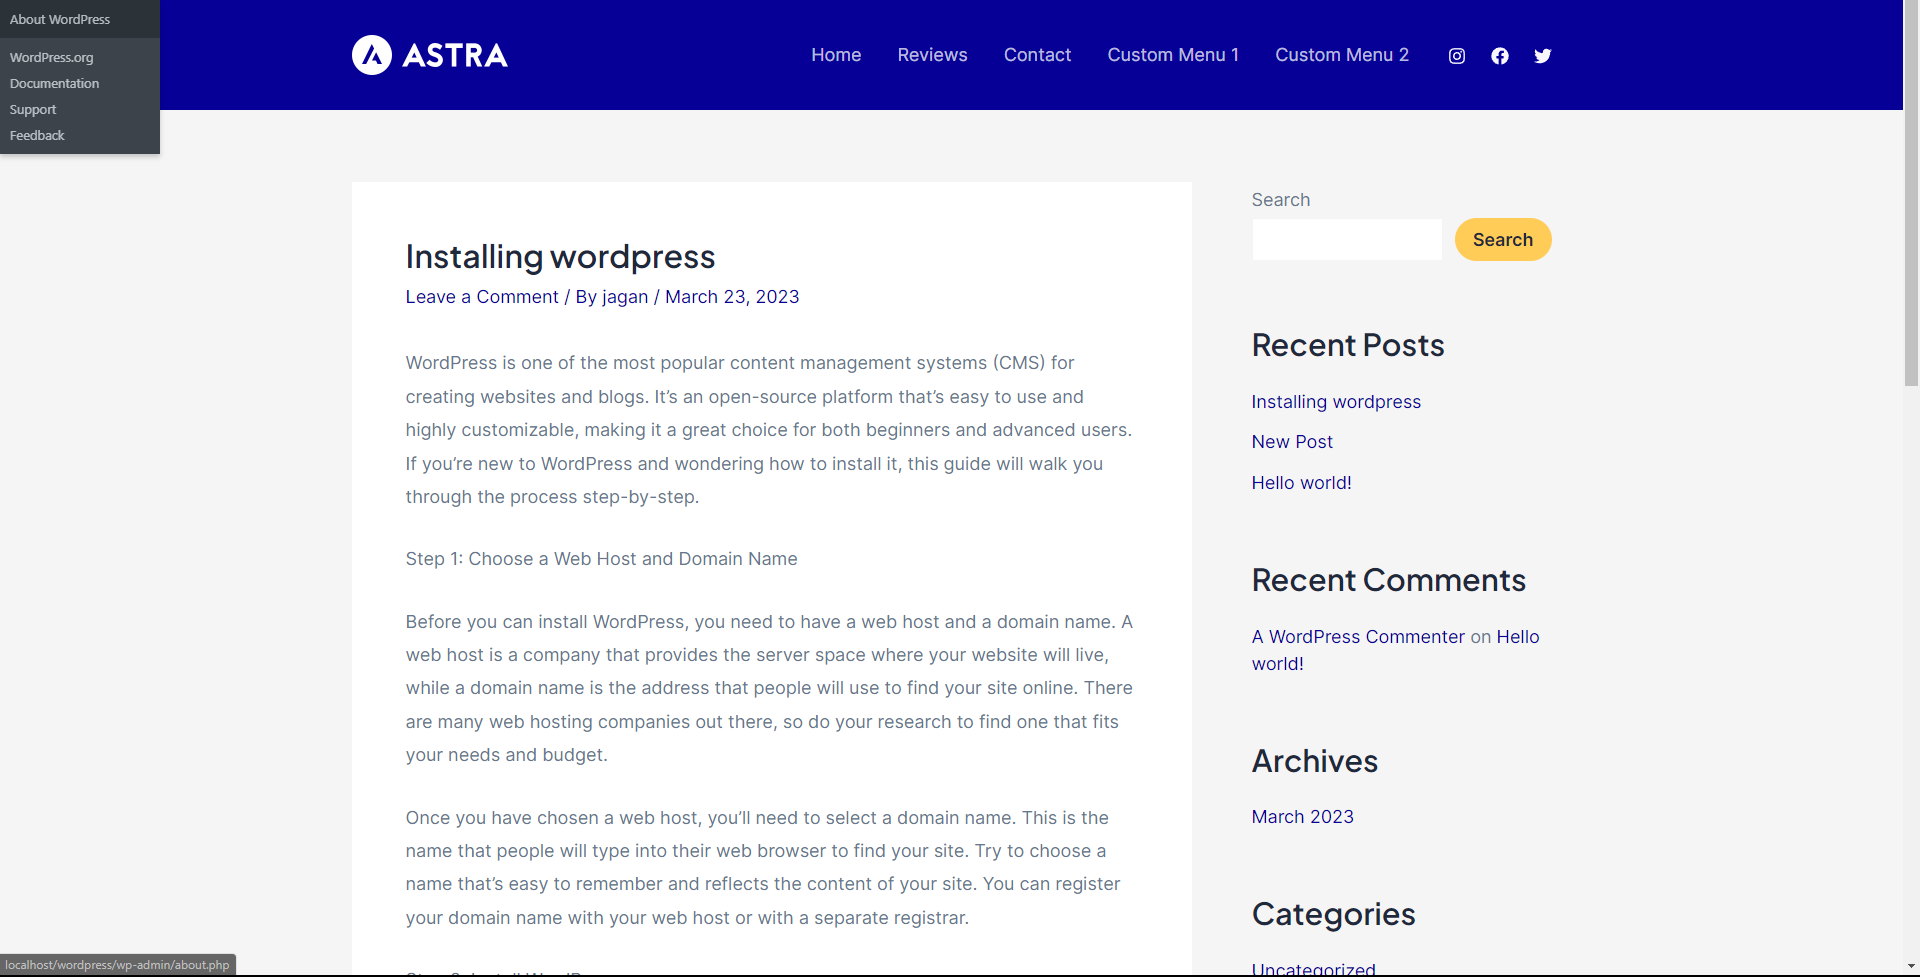 About WordPress
WordPress.org
Documentation
Support
Feedback
ASTRA
Home
Reviews
Contact
Custom Menu 1
Custom Menu 2
Installing wordpress
Leave a Comment / By jagan / March 23, 2023
WordPress is one of the most popular content management systems (CMS) for
creating websites and blogs. It’s an open-source platform that’s easy to use and
highly customizable, making it a great choice for both beginners and advanced users.
If you’re new to WordPress and wondering how to install it, this guide will walk you
through the process step-by-step.
Step 1: Choose a Web Host and Domain Name
Before you can install WordPress, you need to have a web host and a domain name. A
web host is a company that provides the server space where your website will live,
while a domain name is the address that people will use to find your site online. There
are many web hosting companies out there, so do your research to find one that fits
your needs and budget.
Once you have chosen a web host, you’ll need to select a domain name. This is the
name that people will type into their web browser to find your site. Try to choose a
name that’s easy to remember and reflects the content of your site. You can register
your domain name with your web host or with a separate registrar.
Search
Search
Recent Posts
Installing wordpress
New Post
Hello world!
Recent Comments
A WordPress Commenter on Hello
world!
Archives
March 2023
Categories
Uncategorized
localhost/wordpress/wp-admin/about.php